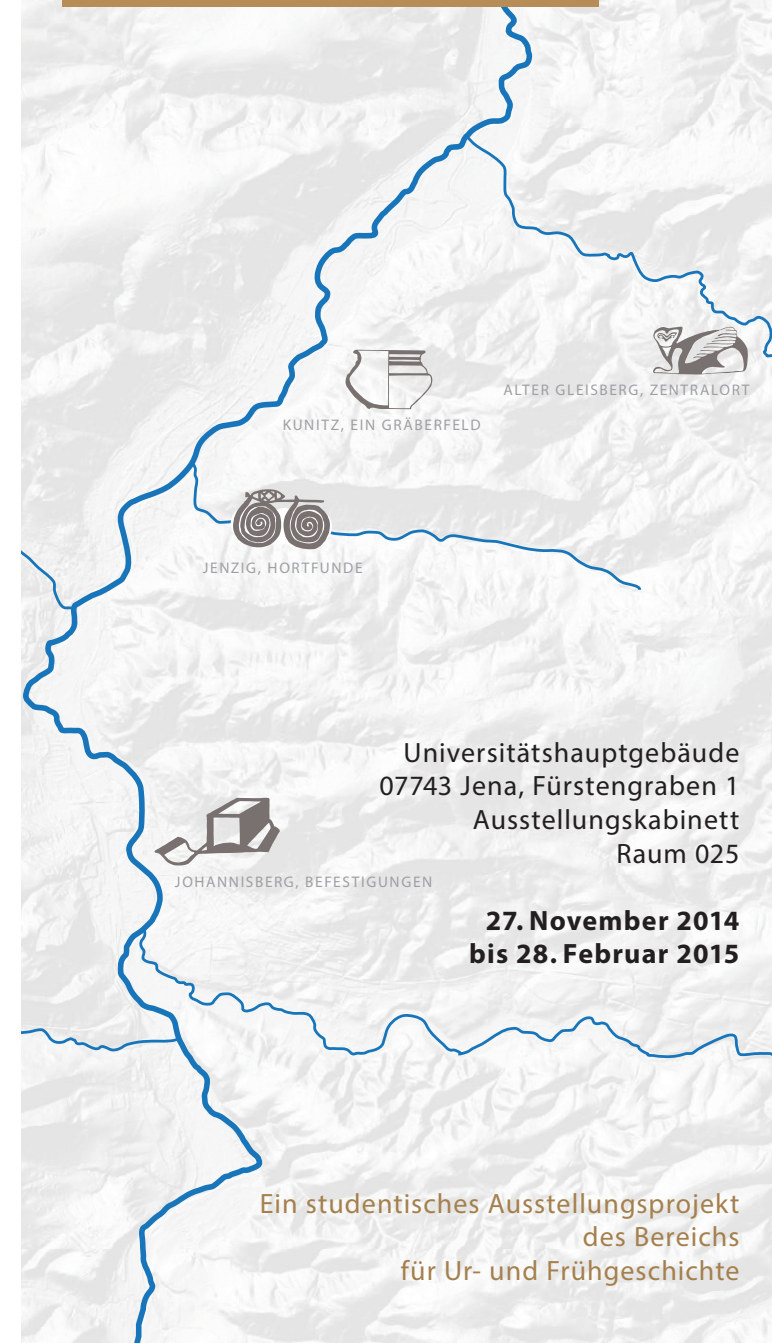 ALTER GLEISBERG, ZENTRALORT
KUNITZ, EIN GRÄBERFELD
JENZIG, HORTFUNDE
Universitätshauptgebäude
07743 Jena, Fürstengraben 1
Ausstellungskabinett
Raum 025
JOHANNISBERG, BEFESTIGUNGEN
27. November 2014
bis 28. Februar 2015
Ein studentisches Ausstellungsprojekt
des Bereichs
für Ur- und Frühgeschichte